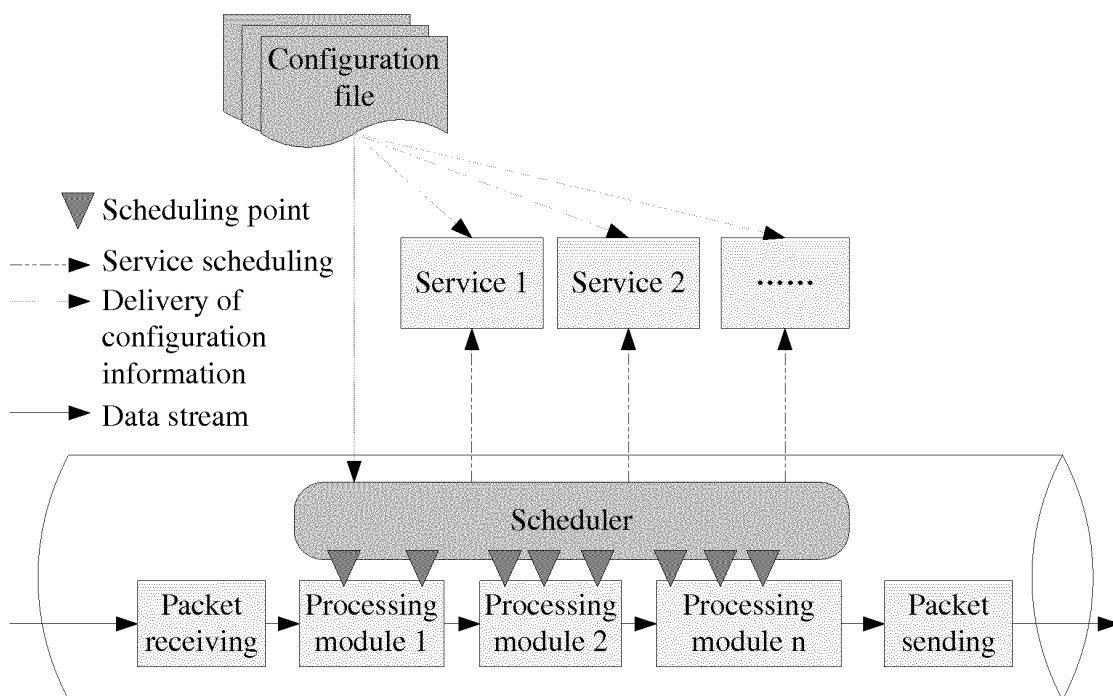 Configuration
file
Scheduling point
Service scheduling
Delivery of
configuration
information
Data stream
Service 1
Service 2
......
Scheduler
Packet
receiving
Processing
module 1
Processing
module 2
Processing
module n
Packet
sending